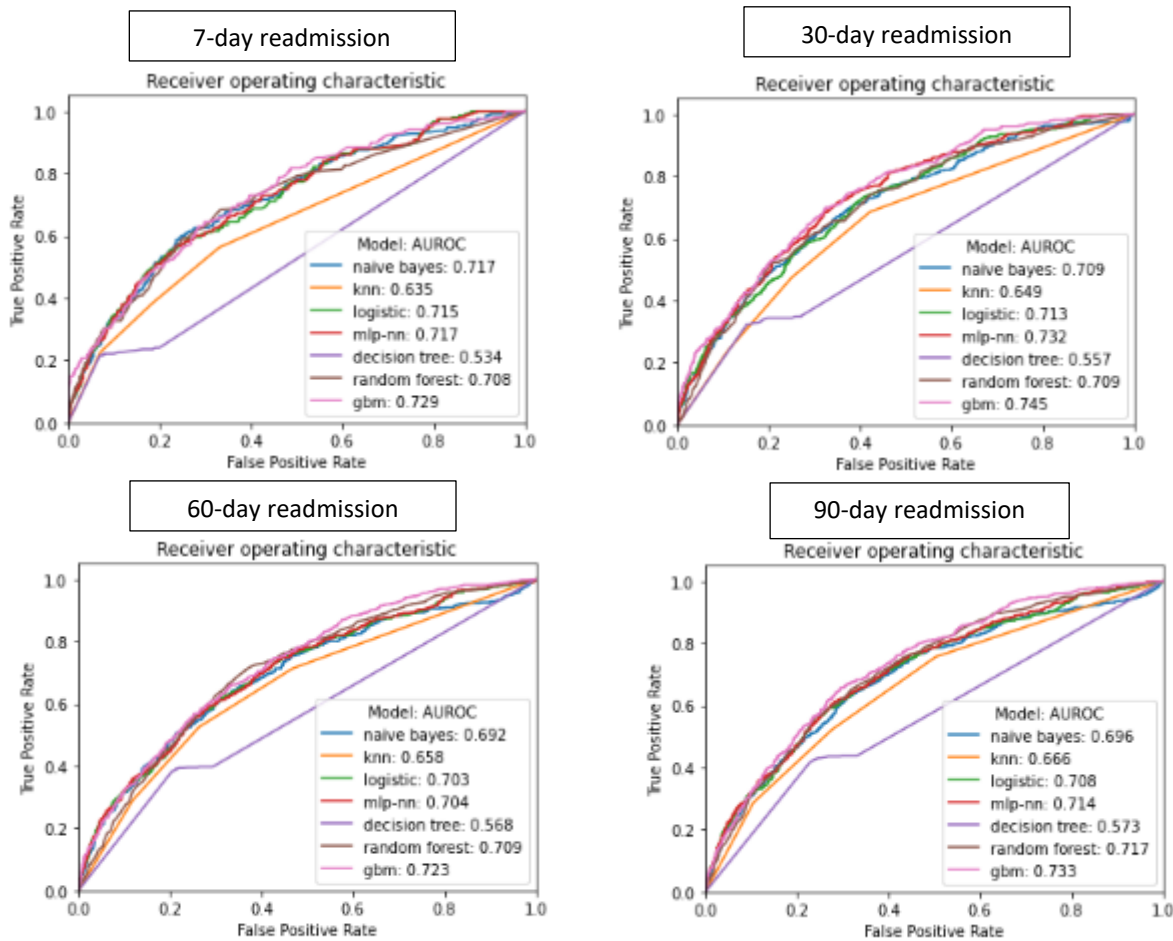 7-day readmission
Receiver operating characteristic
True Positive Rate
1.0
0.8
0.6
0.4
0.2
0.0
Model: AUROC
naive bayes: 0.717
knn: 0.635
logistic: 0.715
mlp-nn: 0.717
decision tree: 0.534
random forest: 0.708
gbm: 0.729
0.0 0.2 0.4 0.6 0.8 1.0
False Positive Rate
30-day readmission
Receiver operating characteristic
True Positive Rate
1.0
0.8
0.6
0.4
0.2
0.0
Model: AUROC
naive bayes: 0.709
knn: 0.649
logistic: 0.713
mlp-nn: 0.732
decision tree: 0.557
random forest: 0.709
gbm: 0.745
0.0 0.2 0.4 0.6 0.8 1.0
False Positive Rate
60-day readmission
Receiver operating characteristic
True Positive Rate
1.0
0.8
0.6
0.4
0.2
0.0
Model: AUROC
naive bayes: 0.692
knn: 0.658
logistic: 0.703
mlp-nn: 0.704
decision tree: 0.568
random forest: 0.709
gbm: 0.723
0.0 0.2 0.4 0.6 0.8 1.0
False Positive Rate
90-day readmission
Receiver operating characteristic
True Positive Rate
1.0
0.8
0.6
0.4
0.2
0.0
Model: AUROC
naive bayes: 0.696
knn: 0.666
logistic: 0.708
mlp-nn: 0.714
decision tree: 0.573
random forest: 0.717
gbm: 0.733
0.0 0.2 0.4 0.6 0.8 1.0
False Positive Rate